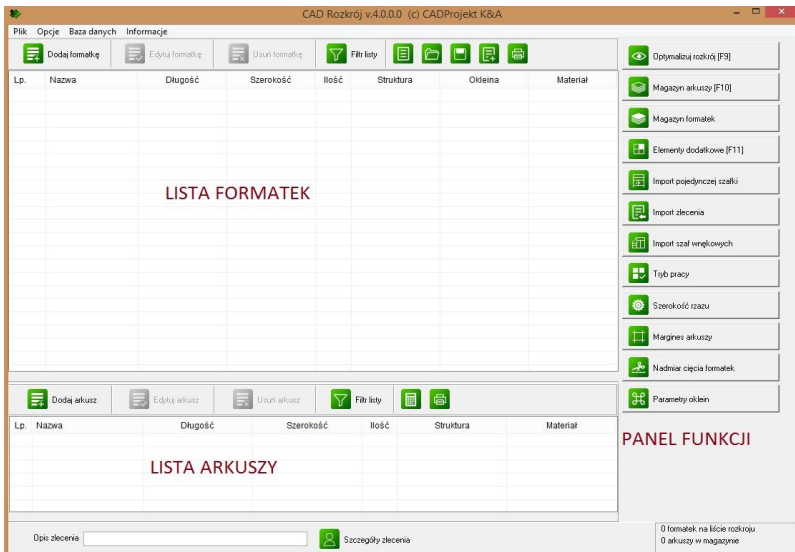 CAD Rozkrój v.4.0.0.0 (c) CADProjekt K&A
Plik Opcje Baza danych Informacje
Dodaj formatkę Edytuj formatkę Usuń formatkę Filtr listy
Lp. Nazwa Długość Szerokość Ilość Struktura Okleina Materiał
LISTA FORMATEK
Optymalizuj rozkrój [F9]
Magazyn arkuszy [F10]
Magazyn formatek
Elementy dodatkowe [F11]
Import pojedynczej szafki
Import zlecenia
Import szaf wnękowych
Tryb pracy
Szerokość rzazu
Margines arkuszy
Nadmiar cięcia formatek
Parametry oklein
PANEL FUNKCJI
Dodaj arkusz Edytuj arkusz Usuń arkusz Filtr listy
Lp. Nazwa Długość Szerokość Ilość Struktura Materiał
LISTA ARKUSZY
Opis zlecenia Szczegóły zlecenia
0 formatek na liście rozkroju
0 arkuszy w magazynie